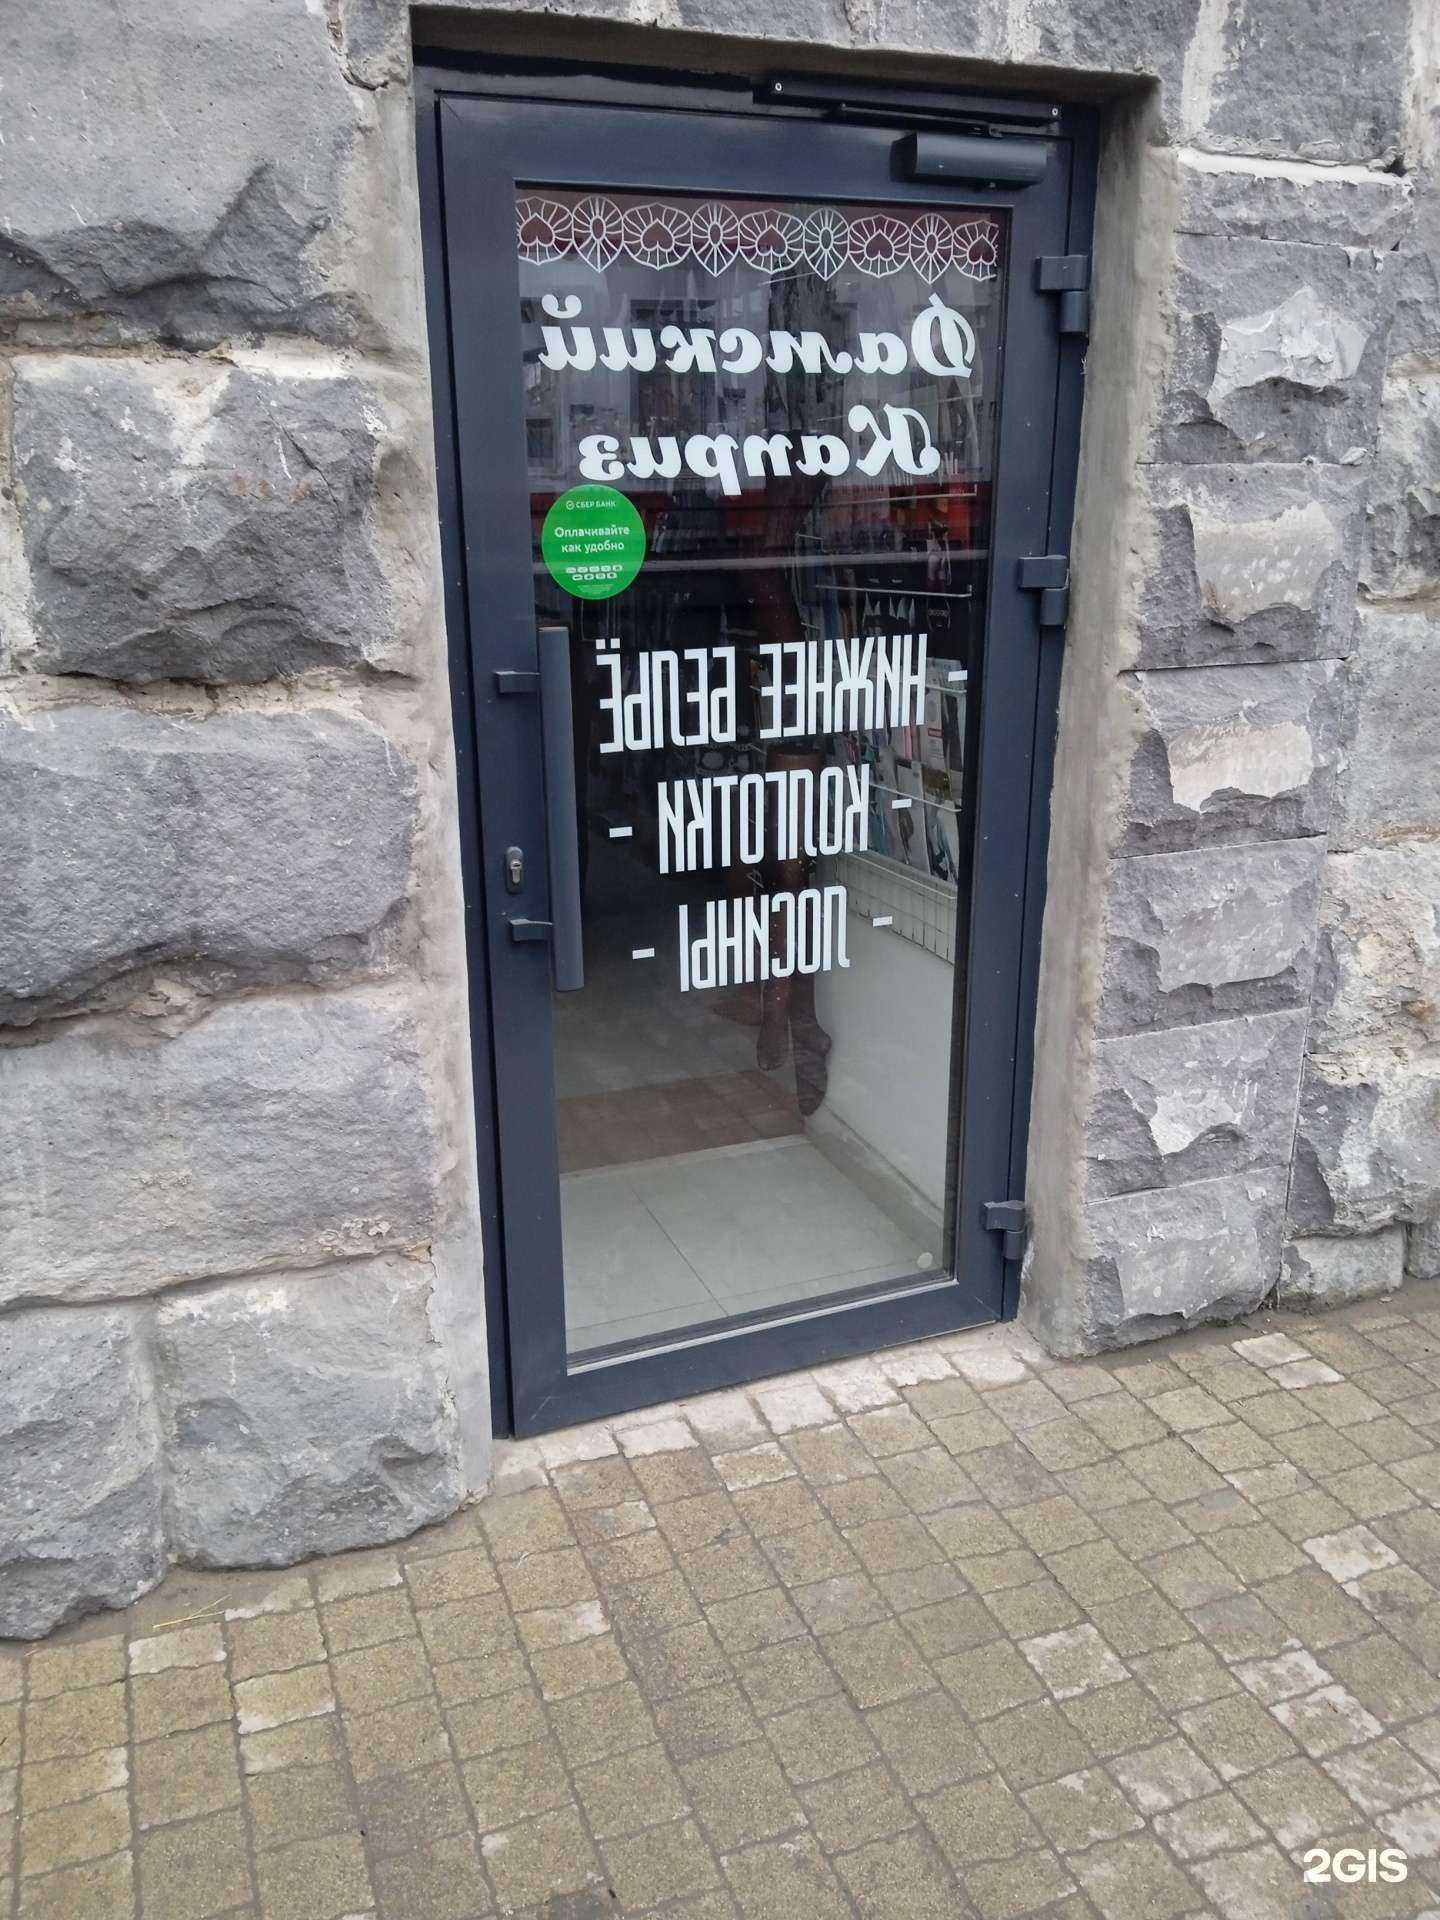 Дамский
Каприз
СБЕР БАНК
Оплачивайте
как удобно
- НИЖНЕЕ БЕЛЬЁ
- КОЛГОТКИ -
- ЛОСИНЫ -
2GIS